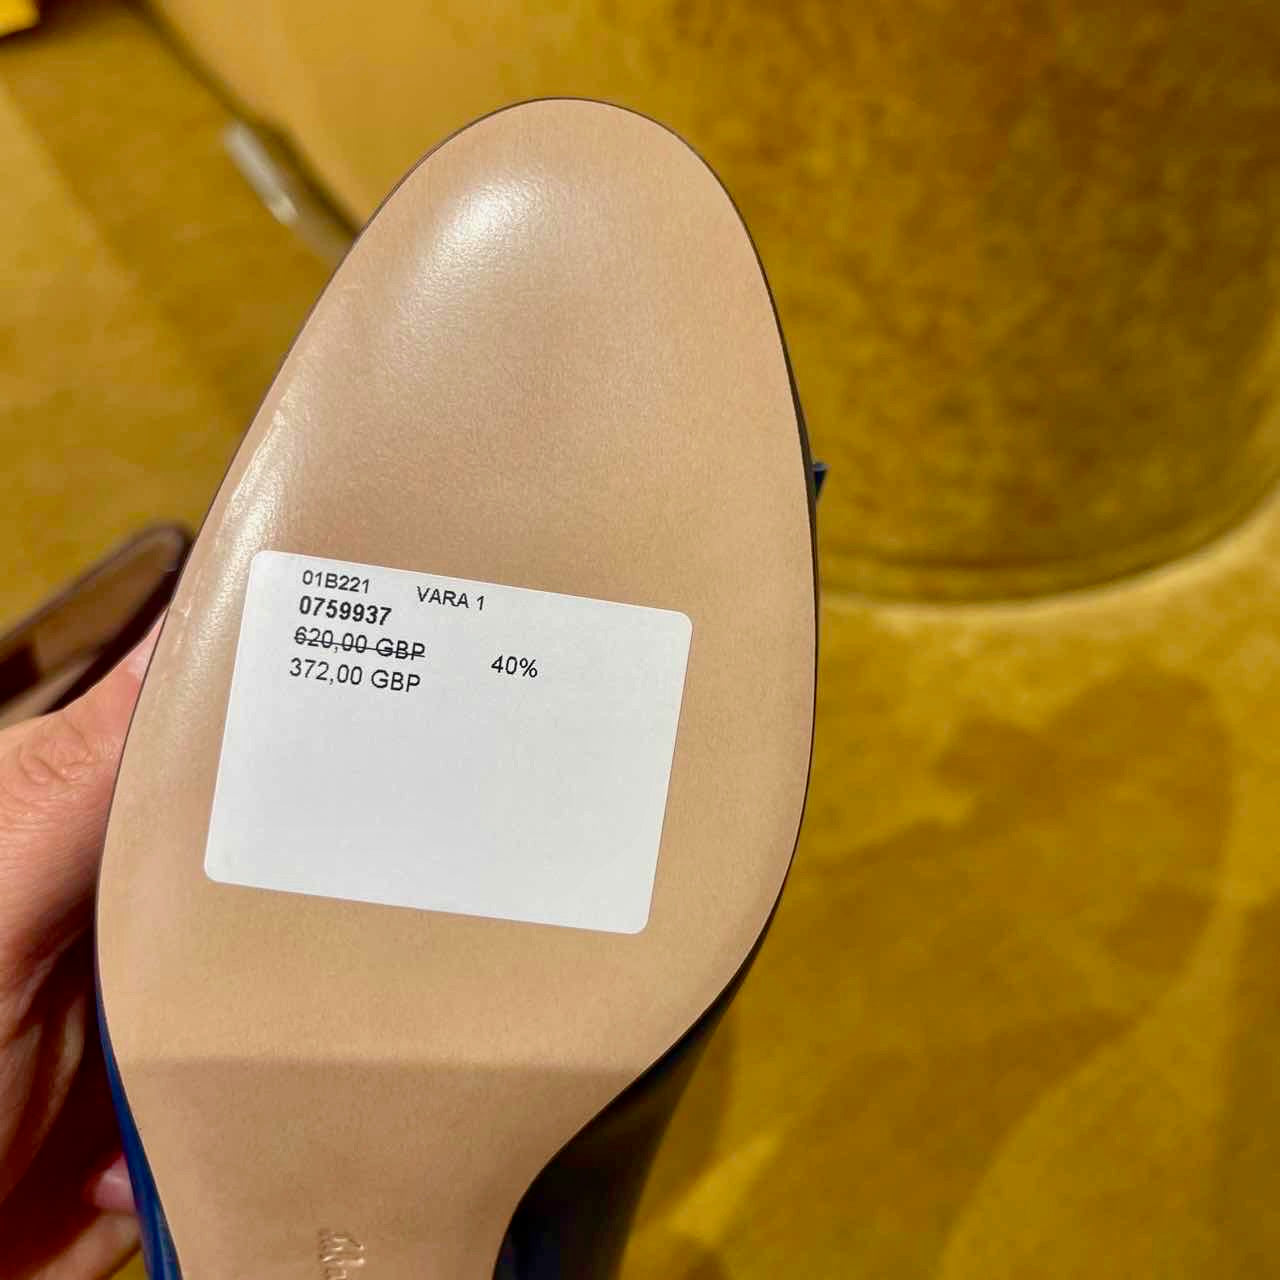 01B221 VARA 1
0759937
620,00 GBP
372,00 GBP 40%